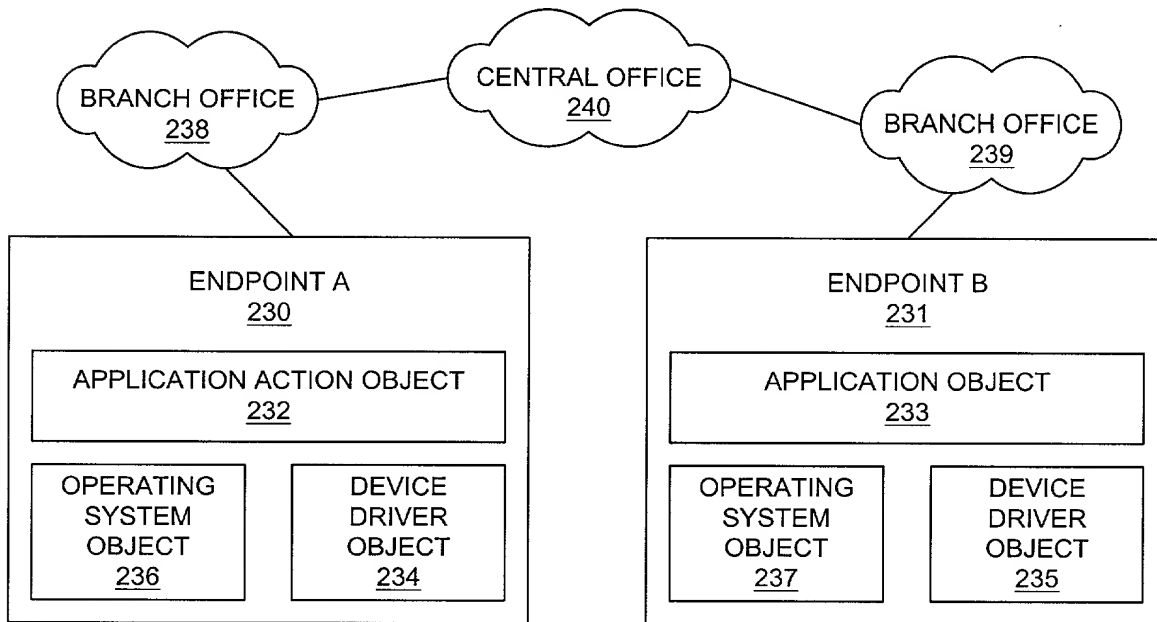 CENTRAL OFFICE
240
BRANCH OFFICE
238
BRANCH OFFICE
239
ENDPOINT A
230
APPLICATION ACTION OBJECT
232
OPERATING
SYSTEM
OBJECT
236
DEVICE
DRIVER
OBJECT
234
ENDPOINT B
231
APPLICATION OBJECT
233
OPERATING
SYSTEM
OBJECT
237
DEVICE
DRIVER
OBJECT
235